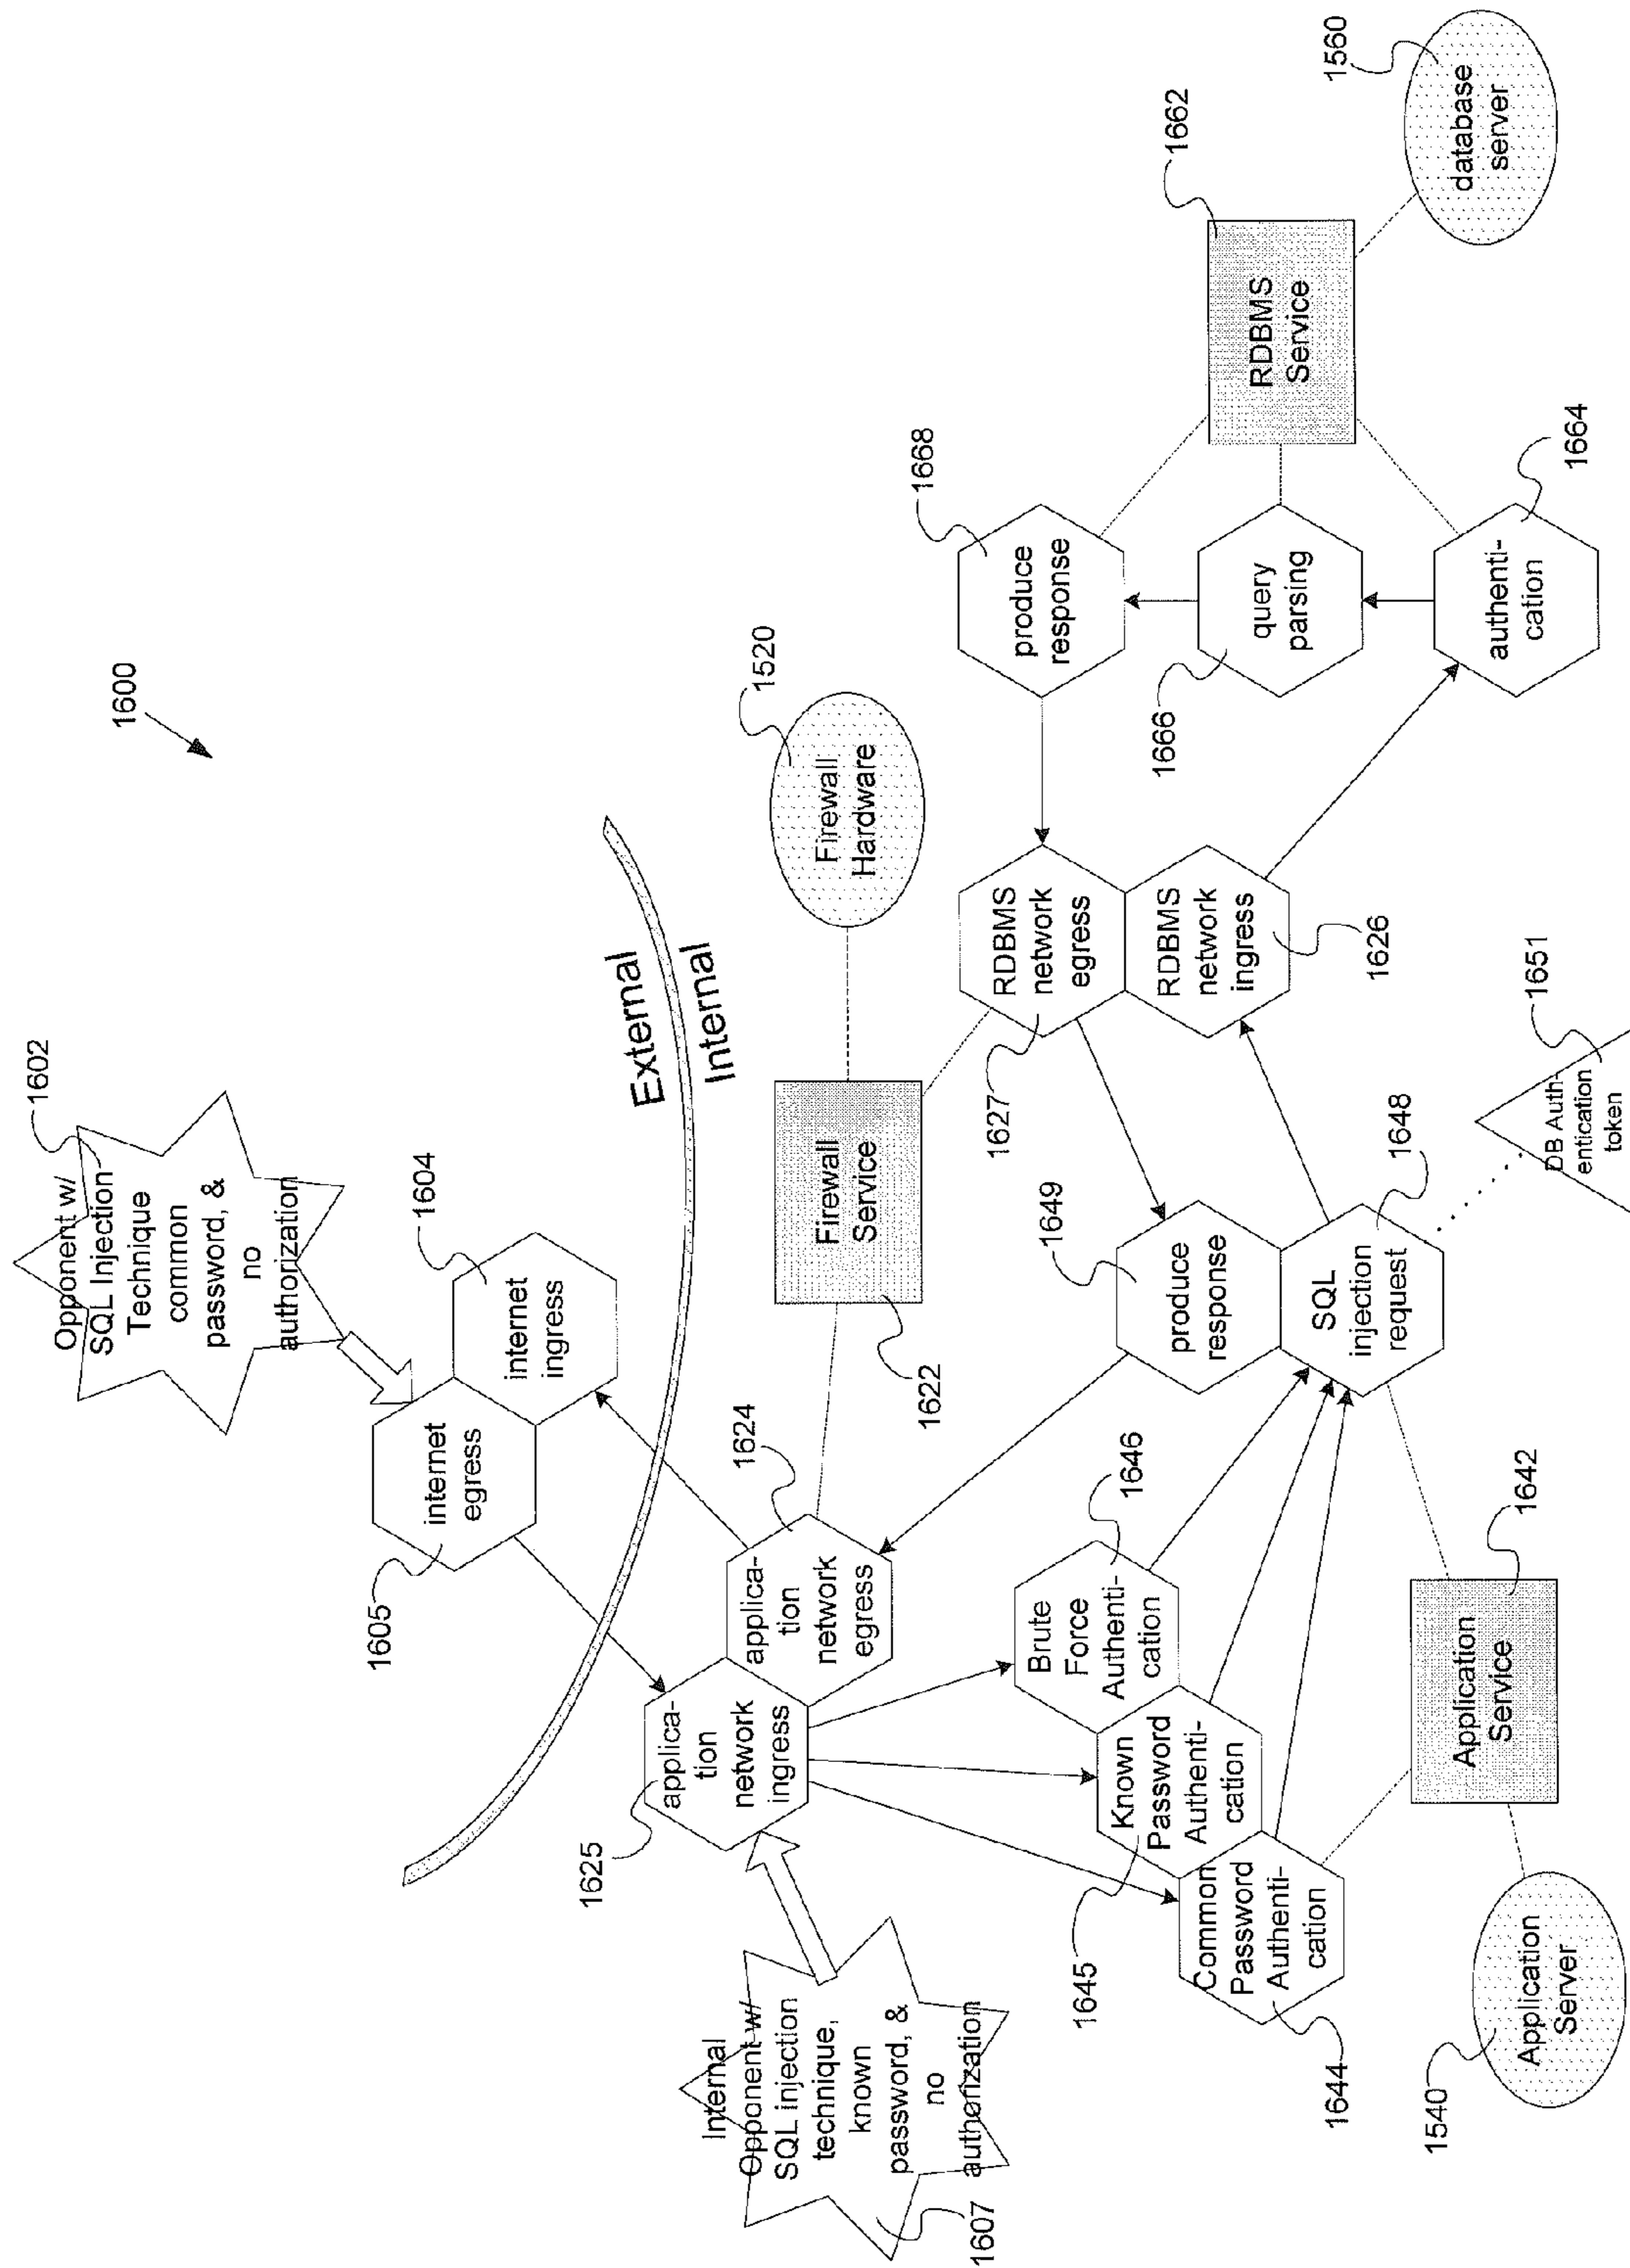 1600
1602
Opponent w/
SQL Injection
Technique
common
password, &
no
authorization
1604
internet
ingress
1605
internet
egress
External
Internal
1520
Firewall
Hardware
Firewall
Service
1622
1624
applica-
tion
network
egress
1625
applica-
tion
network
ingress
Internal
Opponent w/
SQL injection
technique,
known
password, &
no
authorization
1607
1646
Brute
Force
Authenti-
cation
1645
Known
Password
Authenti-
cation
1644
Common
Password
Authenti-
cation
1540
Application
Server
1642
Application
Service
1649
produce
response
1648
SQL
injection
request
1651
DB Auth-
entication
token
1627
RDBMS
network
egress
1626
RDBMS
network
ingress
1668
produce
response
1666
query
parsing
1664
authenti-
cation
1662
RDBMS
Service
1560
database
server